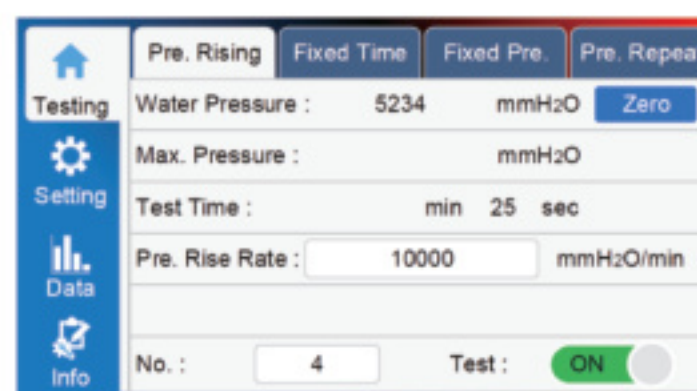 Pre. Rising Fixed Time Fixed Pre. Pre. Repea
Testing
Water Pressure : 5234 mmH2O Zero
Max. Pressure : mmH2O
Setting
Test Time : min 25 sec
Pre. Rise Rate : 10000 mmH2O/min
Data
No. : 4 Test : ON
Info